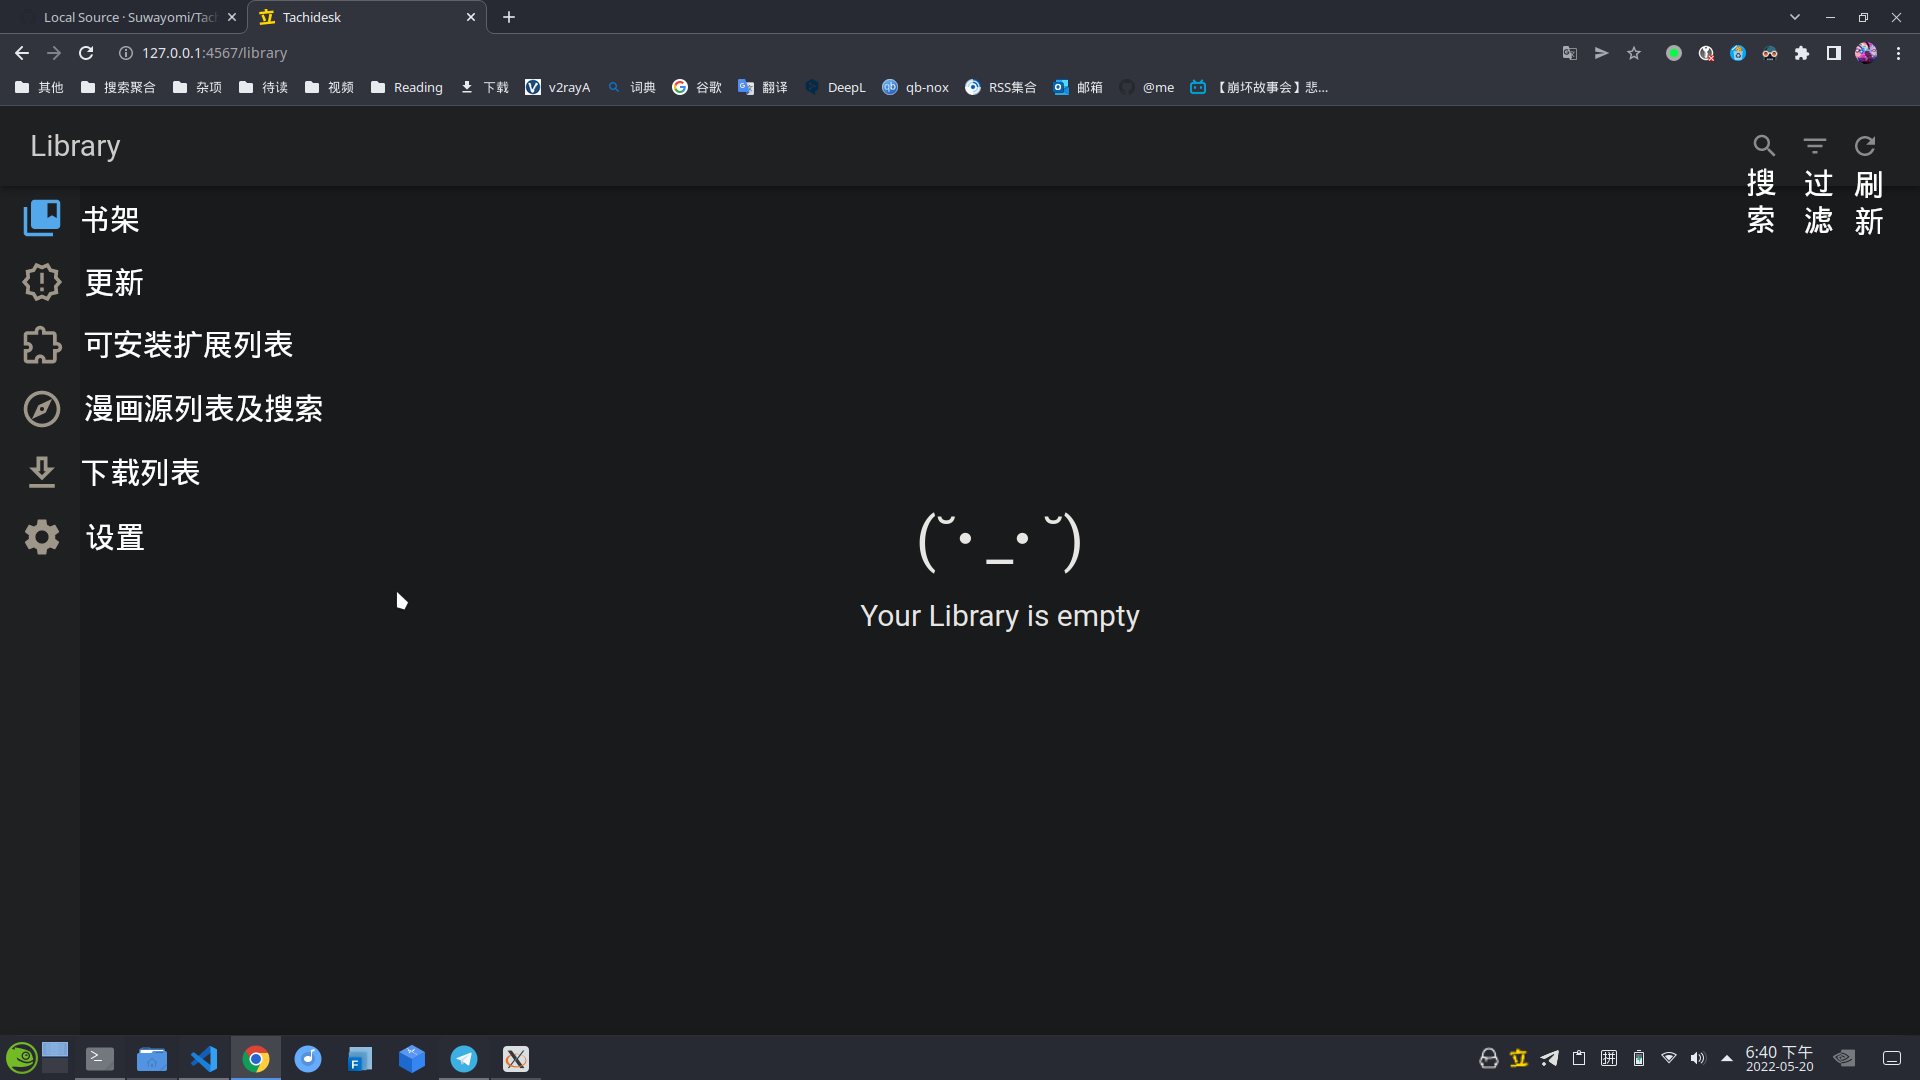 Local Source · Suwayomi/Tach
Tachidesk
127.0.0.1:4567/library
其他
搜索聚合
杂项
待读
视频
Reading
下载
v2rayA
词典
谷歌
翻译
DeepL
qb-nox
RSS集合
邮箱
@me
【崩坏故事会】悲...
Library
搜索
过滤
刷新
书架
更新
可安装扩展列表
漫画源列表及搜索
下载列表
设置
(˘•_•˘)
Your Library is empty
拼
6:40 下午
2022-05-20